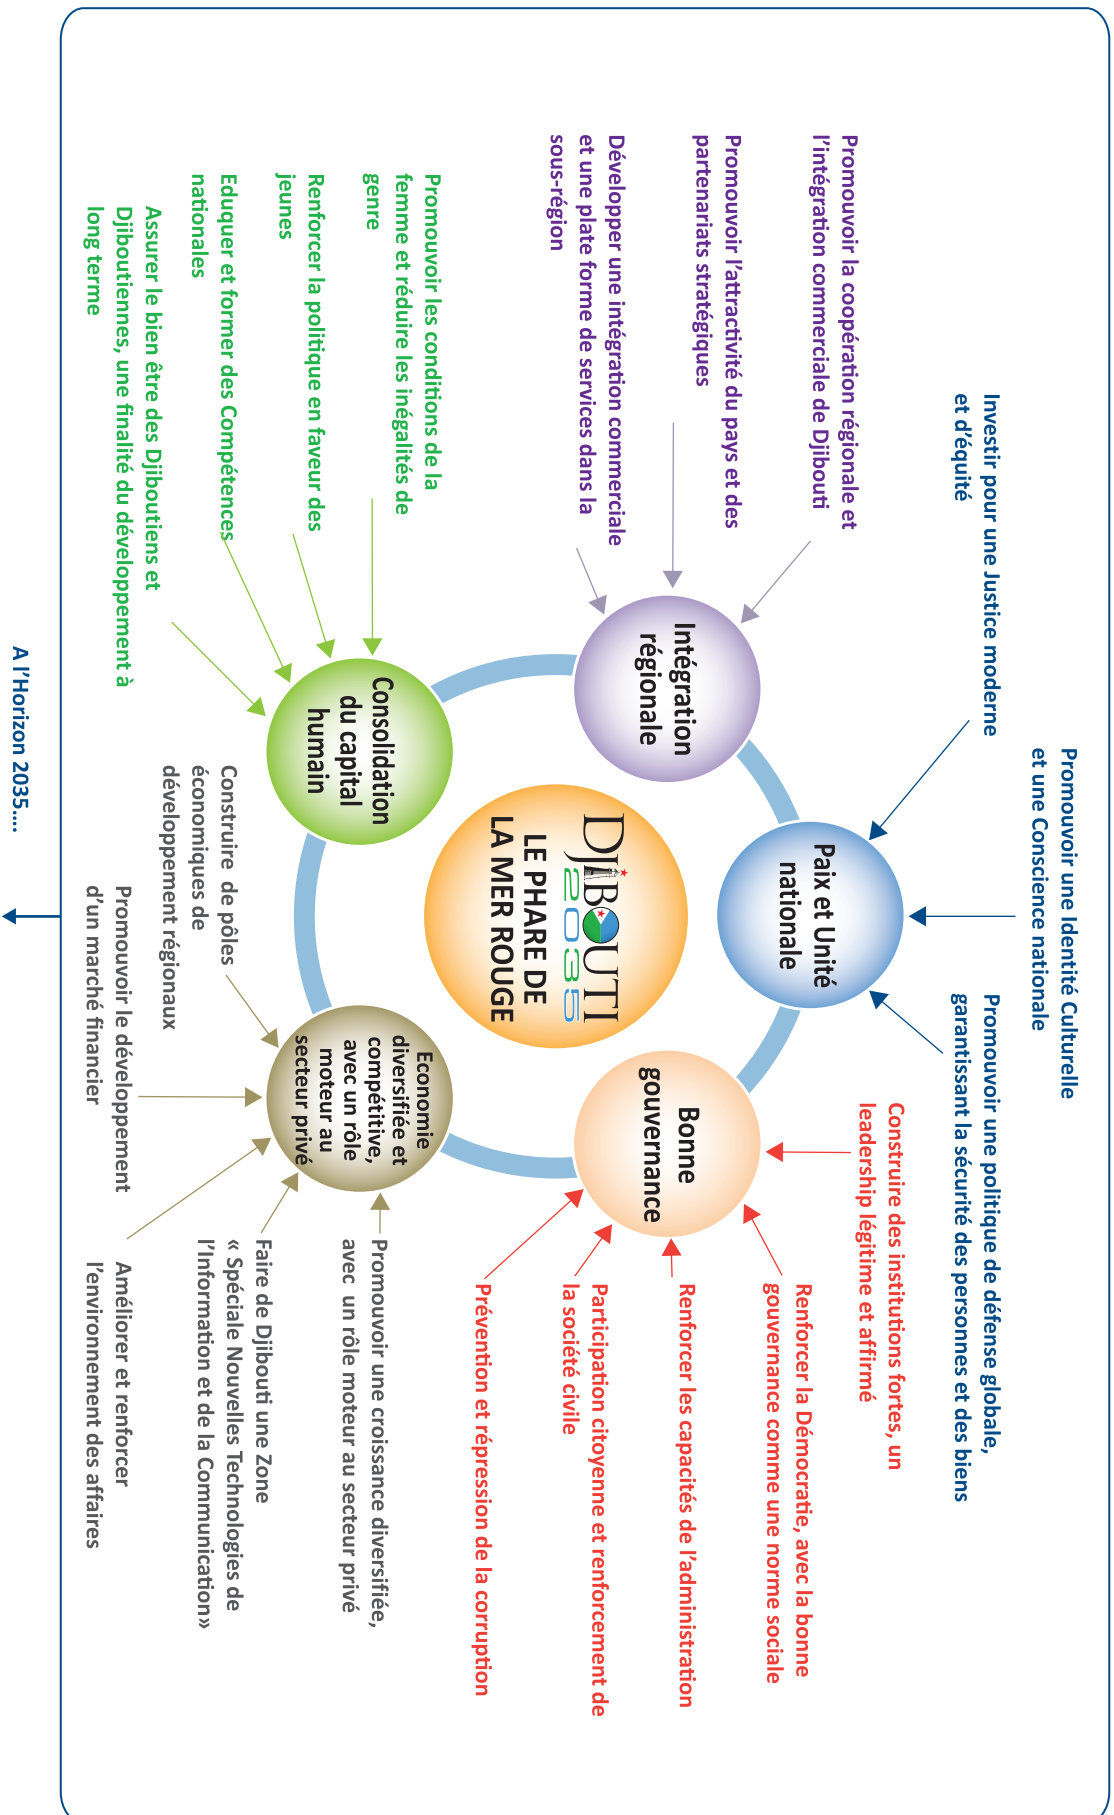 Promouvoir une Identité Culturelle
et une Conscience nationale
Investir pour une Justice moderne
et d'équité
Promouvoir une politique de défense globale,
garantissant la sécurité des personnes et des biens
Paix et Unité
nationale
Promouvoir la coopération régionale et
l'intégration commerciale de Djibouti
Promouvoir l'attractivité du pays et des
partenariats stratégiques
Développer une intégration commerciale
et une plate forme de services dans la
sous-région
Intégration
régionale
Construire des institutions fortes, un
leadership légitime et affirmé
Renforcer la Démocratie, avec la bonne
gouvernance comme une norme sociale
Renforcer les capacités de l'administration
Participation citoyenne et renforcement de
la société civile
Prévention et répression de la corruption
Bonne
gouvernance
DJIBOUTI
2035
LE PHARE DE
LA MER ROUGE
Promouvoir les conditions de la
femme et réduire les inégalités de
genre
Renforcer la politique en faveur des
jeunes
Eduquer et former des Compétences
nationales
Assurer le bien être des Djiboutiens et
Djiboutiennes, une finalité du développement à
long terme
Consolidation
du capital
humain
Economie
diversifiée et
compétitive,
avec un rôle
moteur au
secteur privé
Promouvoir une croissance diversifiée,
avec un rôle moteur au secteur privé
Faire de Djibouti une Zone
« Spéciale Nouvelles Technologies de
l'Information et de la Communication»
Construire de pôles
économiques de
développement régionaux
Promouvoir le développement
d'un marché financier
Améliorer et renforcer
l'environnement des affaires
A l'Horizon 2035....